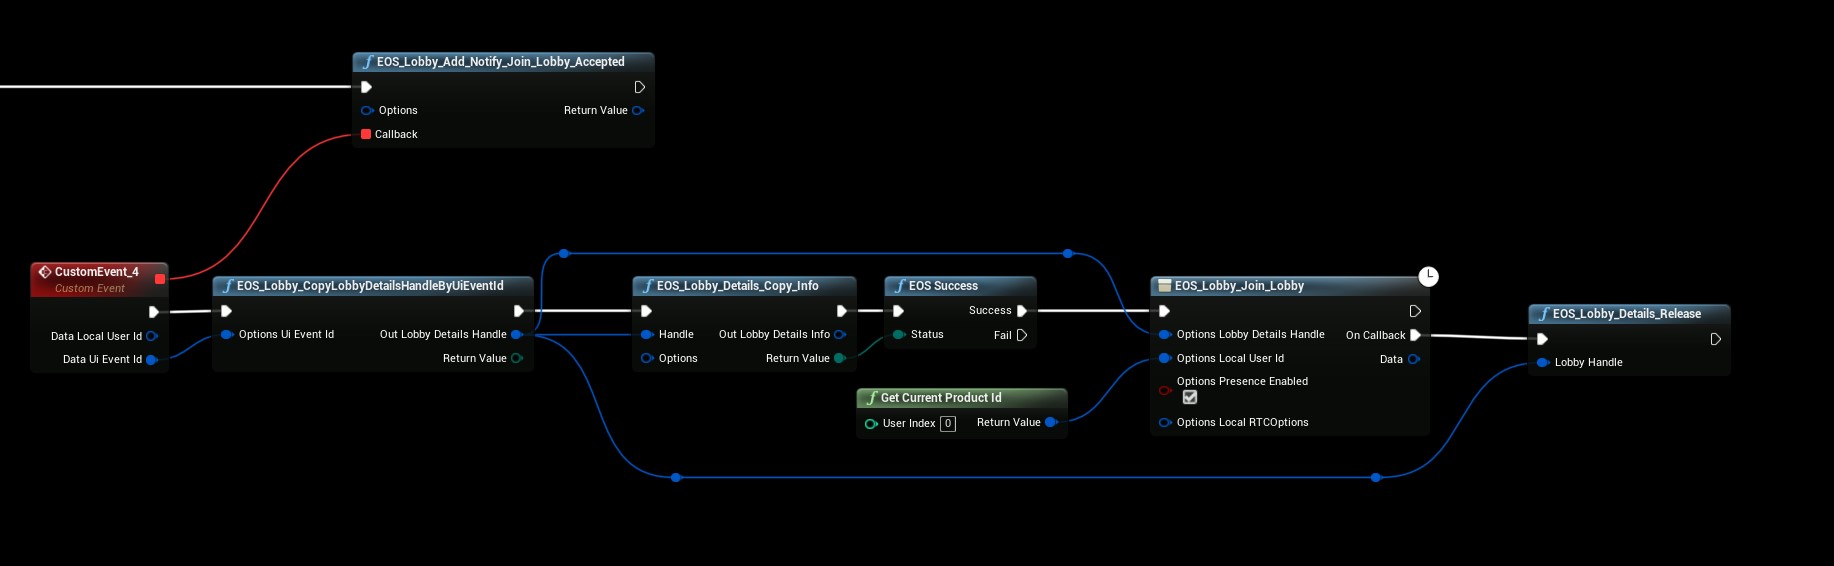 EOS_Lobby_Add_Notify_Join_Lobby_Accepted
Options
Return Value
Callback
CustomEvent_4
Custom Event
Data Local User Id
Data Ui Event Id
EOS_Lobby_CopyLobbyDetailsHandleByUiEventId
Options Ui Event Id
Out Lobby Details Handle
Return Value
EOS_Lobby_Details_Copy_Info
Handle
Out Lobby Details Info
Options
Return Value
EOS Success
Success
Status
Fail
Get Current Product Id
User Index 0
Return Value
EOS_Lobby_Join_Lobby
Options Lobby Details Handle
On Callback
Options Local User Id
Data
Options Presence Enabled
Options Local RTCOptions
EOS_Lobby_Details_Release
Lobby Handle